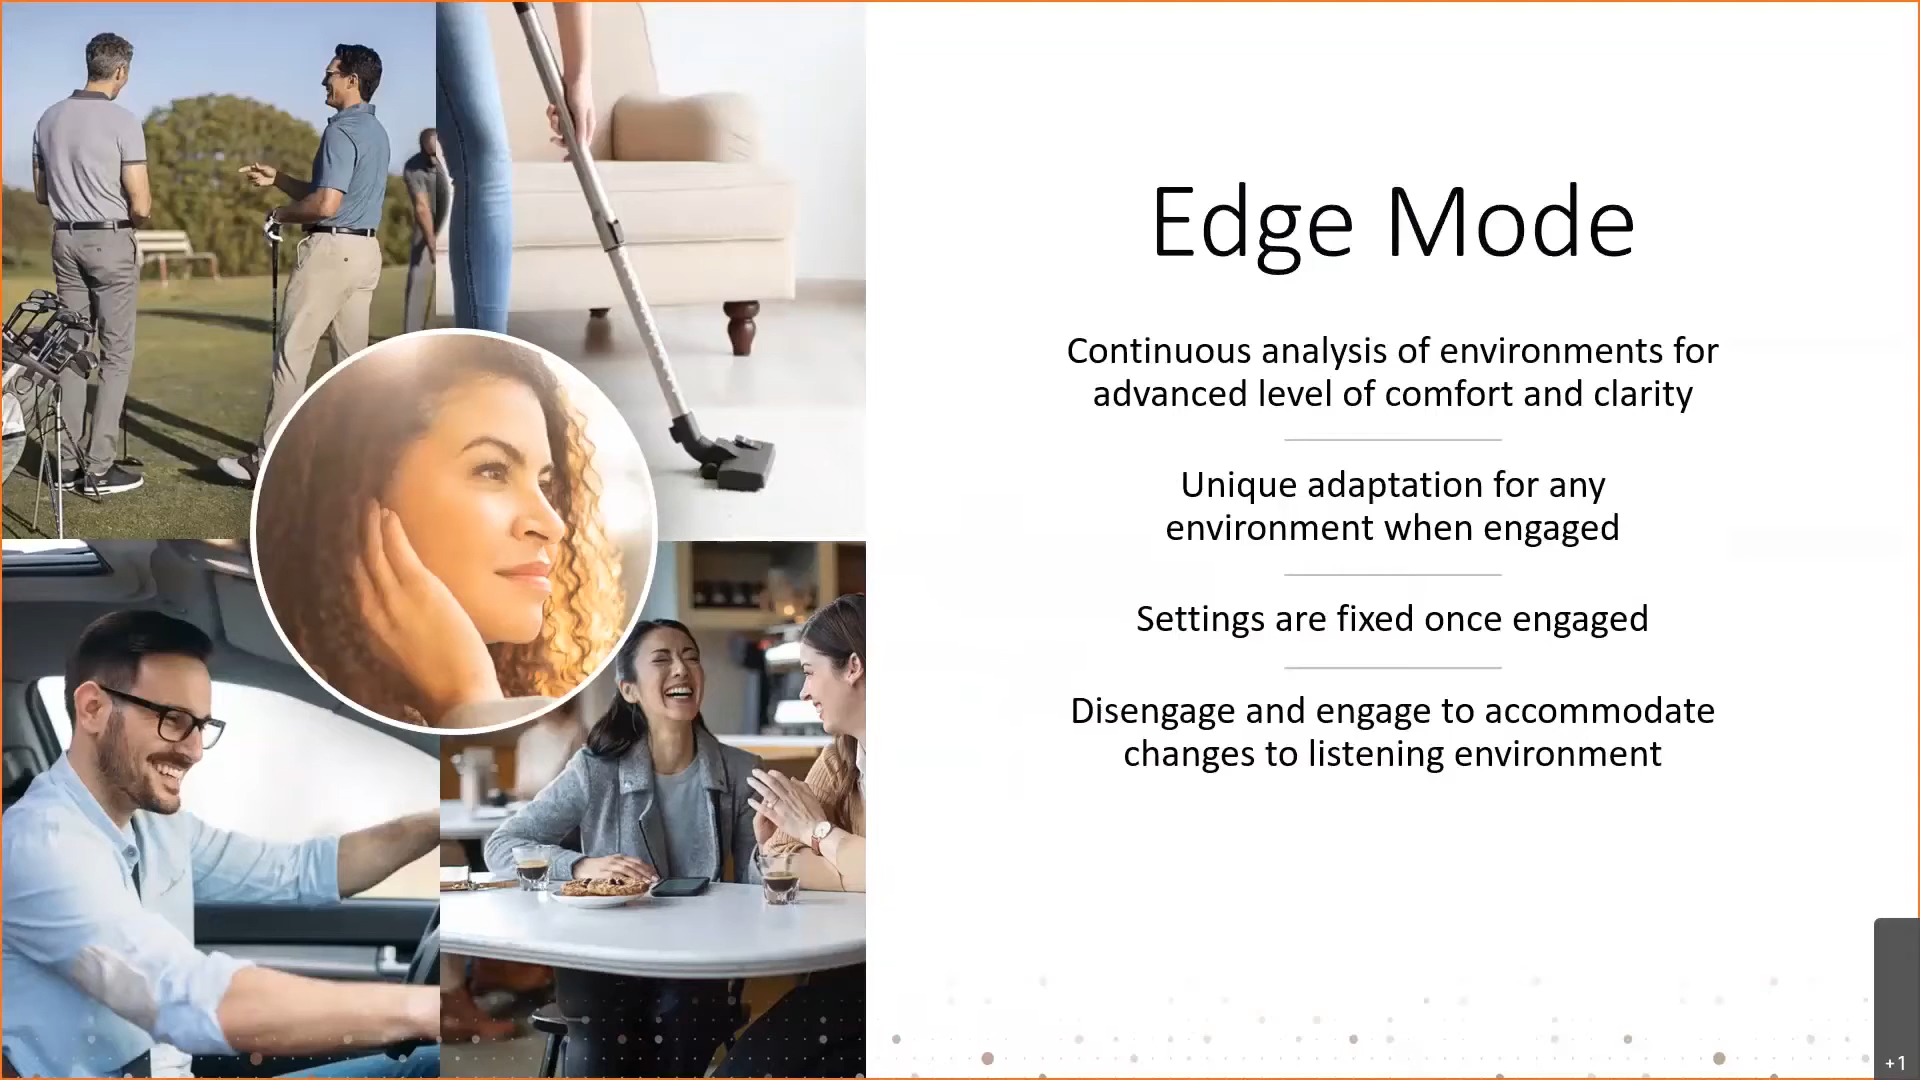 Edge Mode
Continuous analysis of environments for
advanced level of comfort and clarity
Unique adaptation for any
environment when engaged
Settings are fixed once engaged
Disengage and engage to accommodate
changes to listening environment
+1